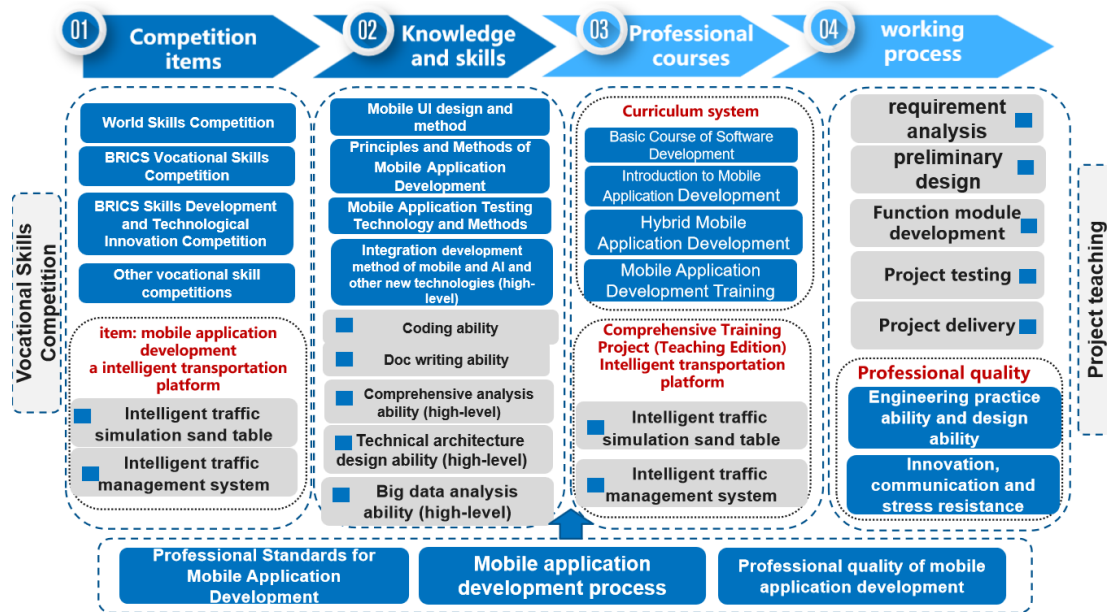 01
Competition
items
02
Knowledge
and skills
03
Professional
courses
04
working
process
Vocational Skills
Competition
World Skills Competition
BRICS Vocational Skills
Competition
BRICS Skills Development
and Technological
Innovation Competition
Other vocational skill
competitions
item: mobile application
development
a intelligent transportation
platform
Intelligent traffic
simulation sand table
Intelligent traffic
management system
Mobile UI design and
method
Principles and Methods of
Mobile Application
Development
Mobile Application Testing
Technology and Methods
Integration development
method of mobile and AI and
other new technologies (high-
level)
Coding ability
Doc writing ability
Comprehensive analysis
ability (high-level)
Technical architecture
design ability (high-level)
Big data analysis
ability (high-level)
Curriculum system
Basic Course of Software
Development
Introduction to Mobile
Application Development
Hybrid Mobile
Application Development
Mobile Application
Development Training
Comprehensive Training
Project (Teaching Edition)
Intelligent transportation
platform
Intelligent traffic
simulation sand table
Intelligent traffic
management system
requirement
analysis
preliminary
design
Function module
development
Project testing
Project delivery
Professional quality
Engineering practice
ability and design
ability
Innovation,
communication and
stress resistance
Project teaching
Professional Standards for
Mobile Application
Development
Mobile application
development process
Professional quality of mobile
application development